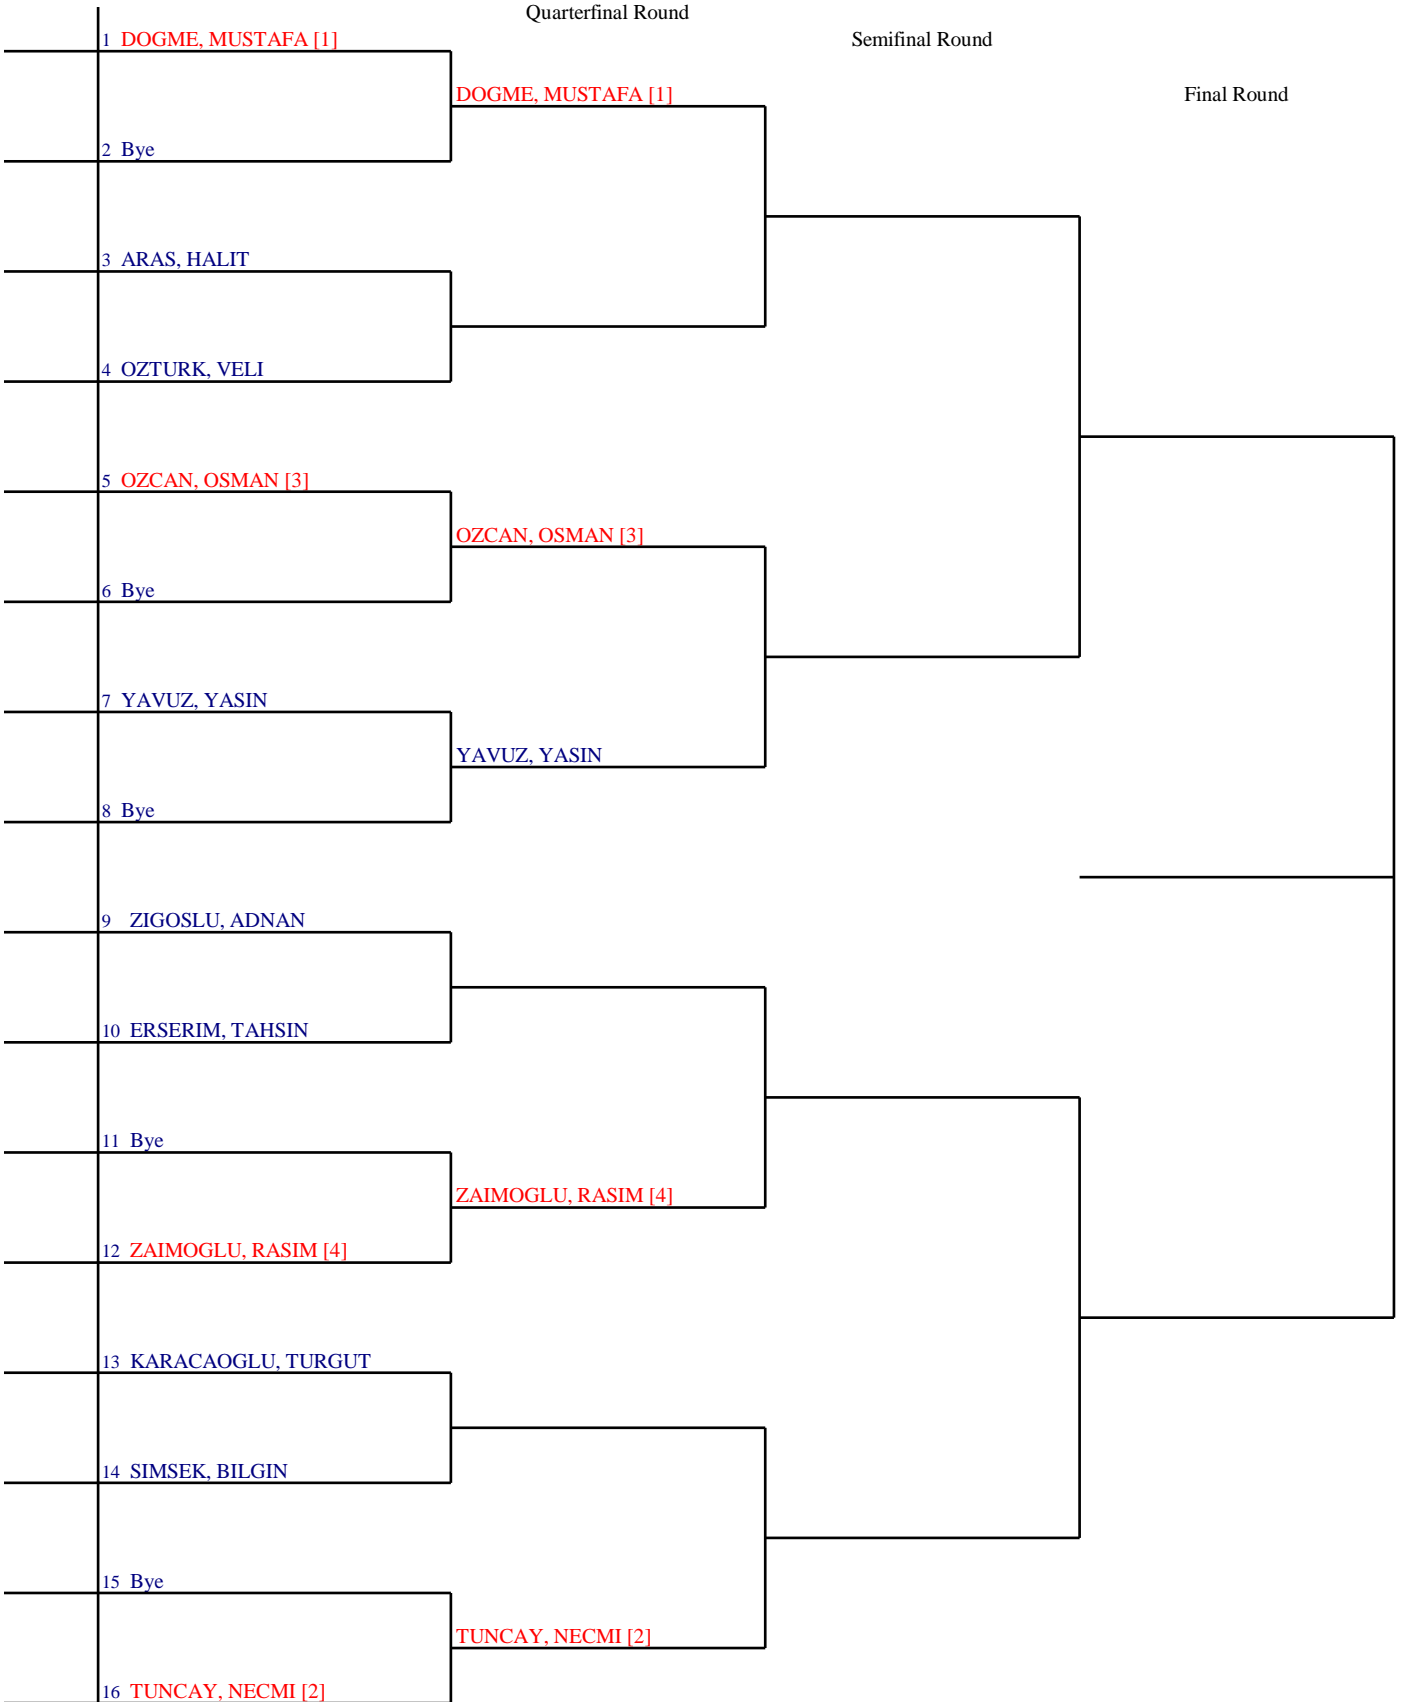 Quarterfinal Round
Semifinal Round
Final Round
1 DOGME, MUSTAFA [1]
DOGME, MUSTAFA [1]
2 Bye
3 ARAS, HALIT
4 OZTURK, VELI
5 OZCAN, OSMAN [3]
OZCAN, OSMAN [3]
6 Bye
7 YAVUZ, YASIN
YAVUZ, YASIN
8 Bye
9 ZIGOSLU, ADNAN
10 ERSERIM, TAHSIN
11 Bye
ZAIMOGLU, RASIM [4]
12 ZAIMOGLU, RASIM [4]
13 KARACAOGLU, TURGUT
14 SIMSEK, BILGIN
15 Bye
TUNCAY, NECMI [2]
16 TUNCAY, NECMI [2]